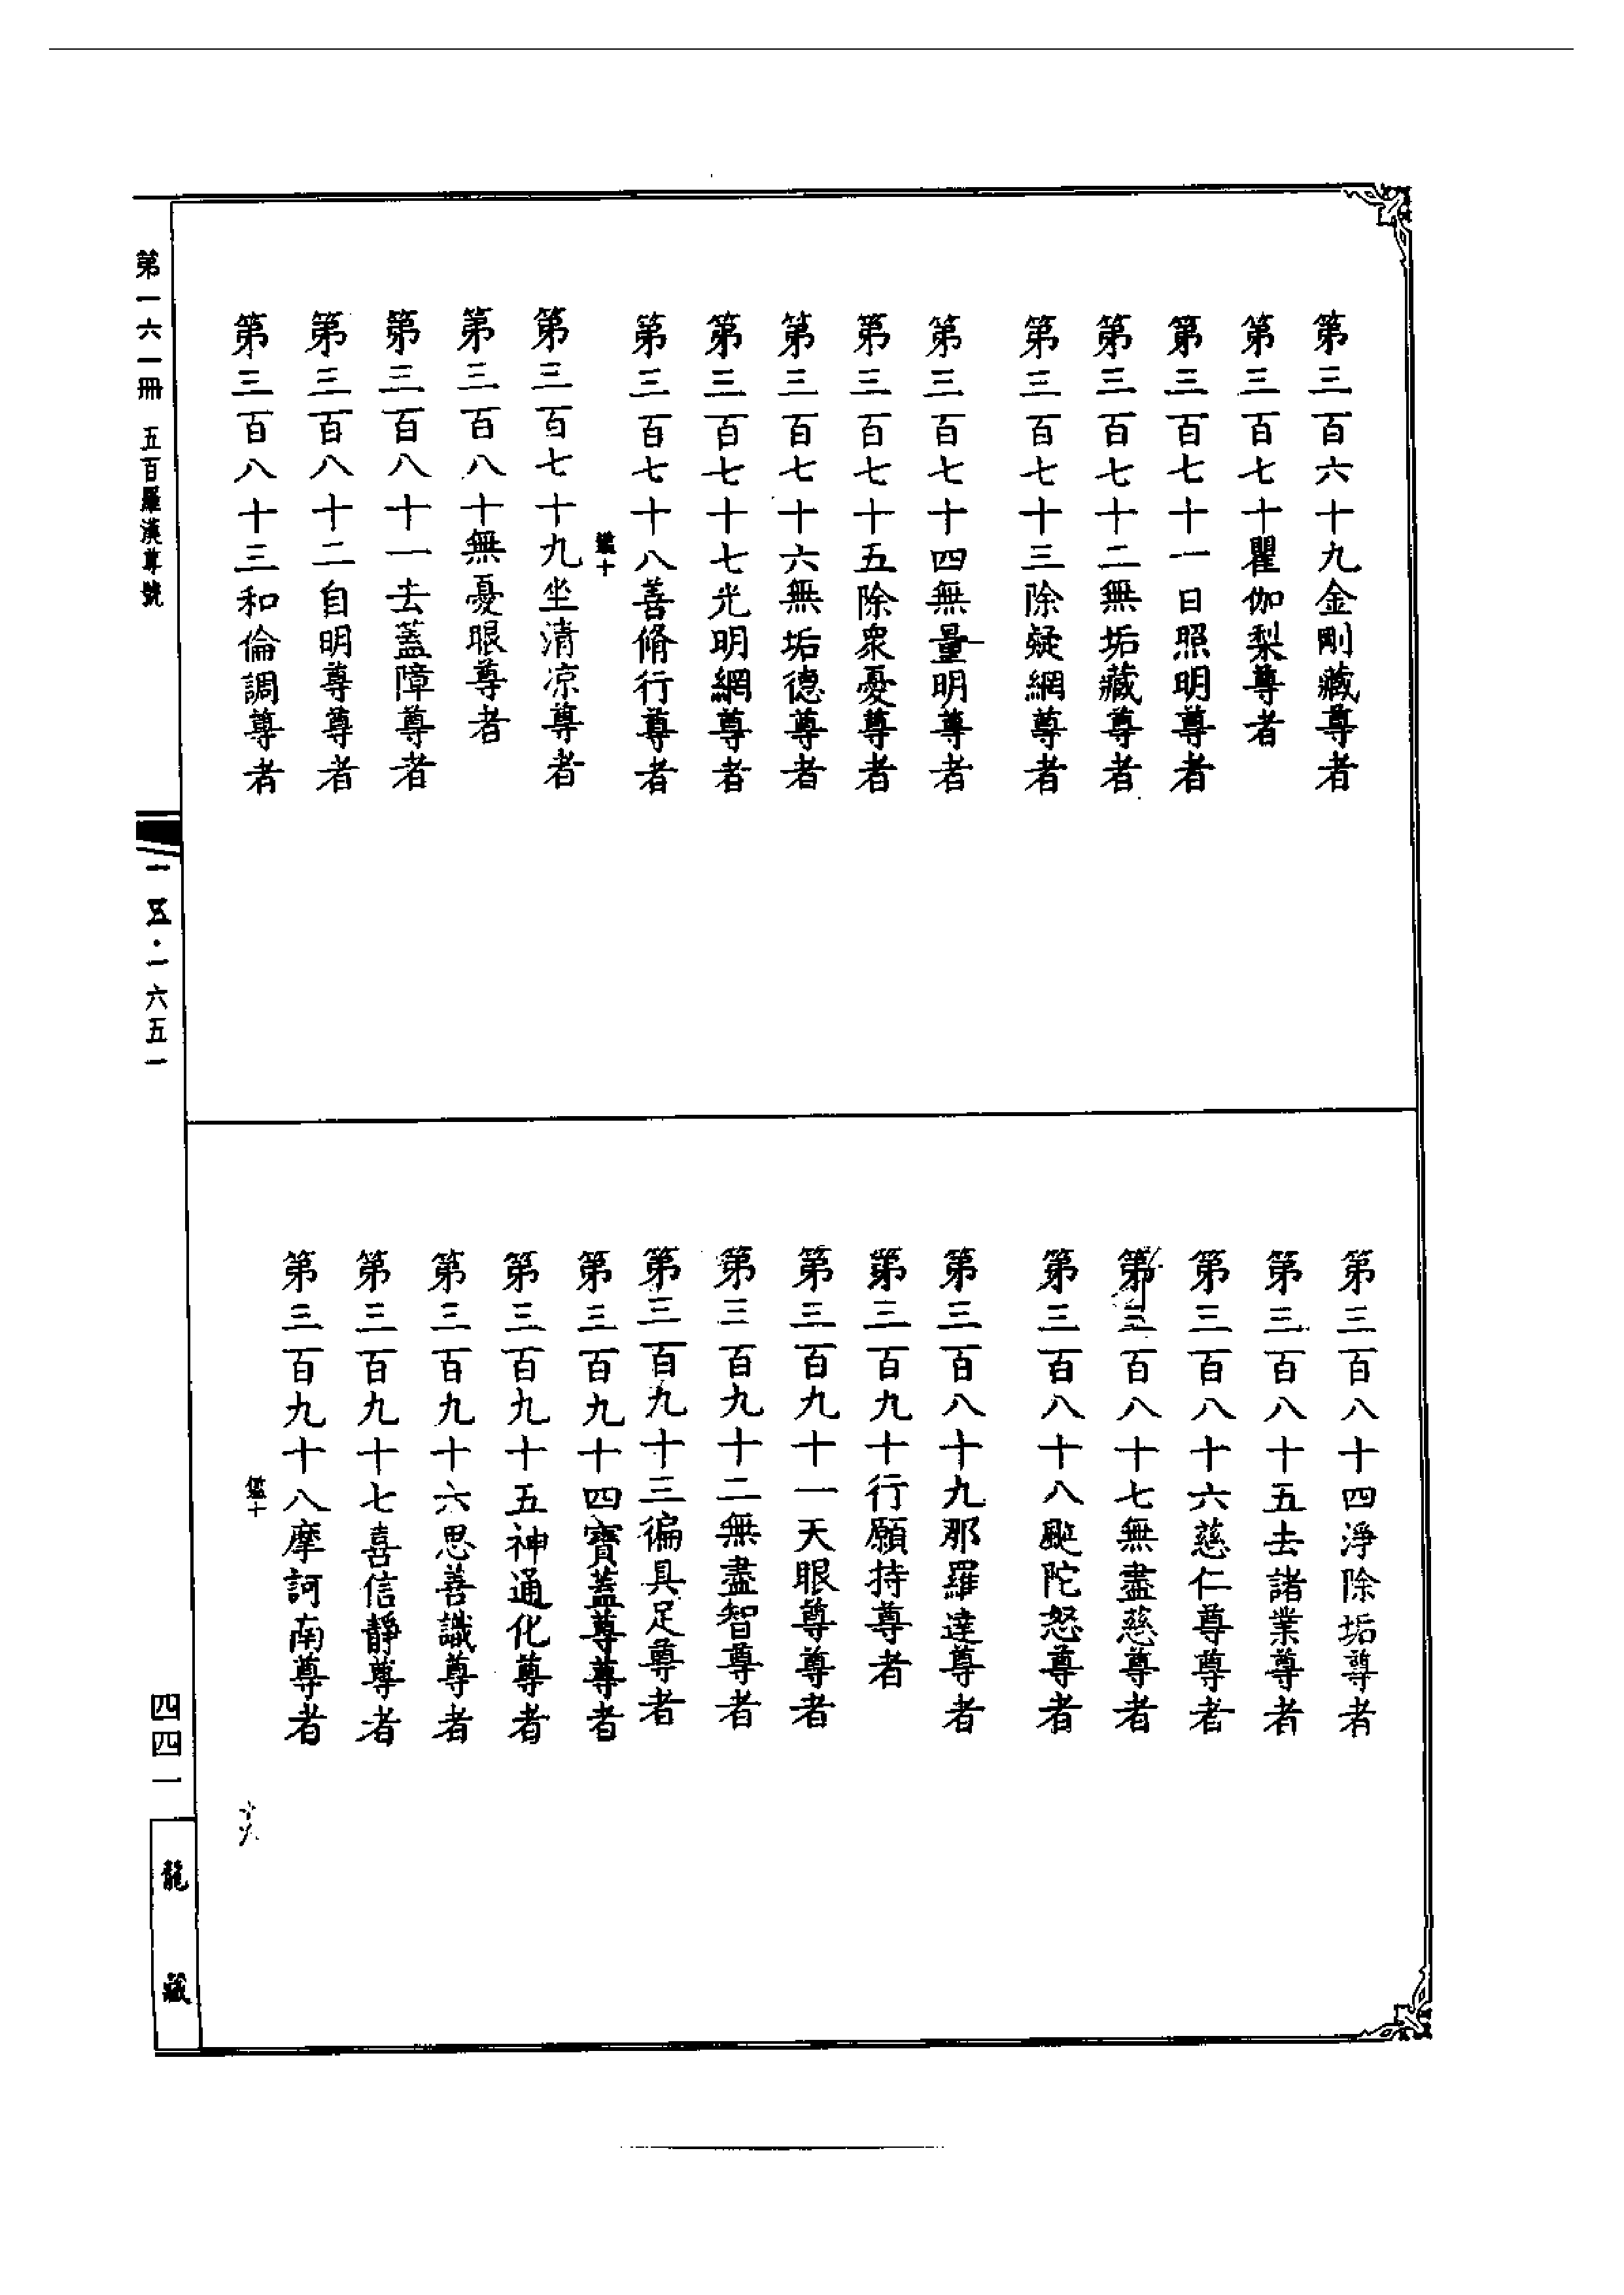 第三百六十九金剛藏尊者
第三百七十瞿伽梨尊者
第三百七十一日照明尊者
第三百七十二無垢藏尊者
第三百七十三除疑網尊者
第三百七十四無量明尊者
第三百七十五除衆憂尊者
第三百七十六無垢德尊者
第三百七十七光明網尊者
第三百七十八善脩行尊者
第三百七十九坐清凉尊者
第三百八十無憂眼尊者
第三百八十一去蓋障尊者
第三百八十二自明尊尊者
第三百八十三和倫調尊者
第三百八十四淨除垢尊者
第三百八十五去諸業尊者
第三百八十六慈仁尊尊者
第三百八十七無盡慈尊者
第三百八十八颰陀怒尊者
第三百八十九那羅達尊者
第三百九十行願持尊者
第三百九十一天眼尊尊者
第三百九十二無盡智尊者
第三百九十三徧具足尊者
第三百九十四寶蓋尊尊者
第三百九十五神通化尊者
第三百九十六思善識尊者
第三百九十七喜信靜尊者
第三百九十八摩訶南尊者
第一六一冊 五百羅漢尊號
一五·一六五一
四四一
龍藏